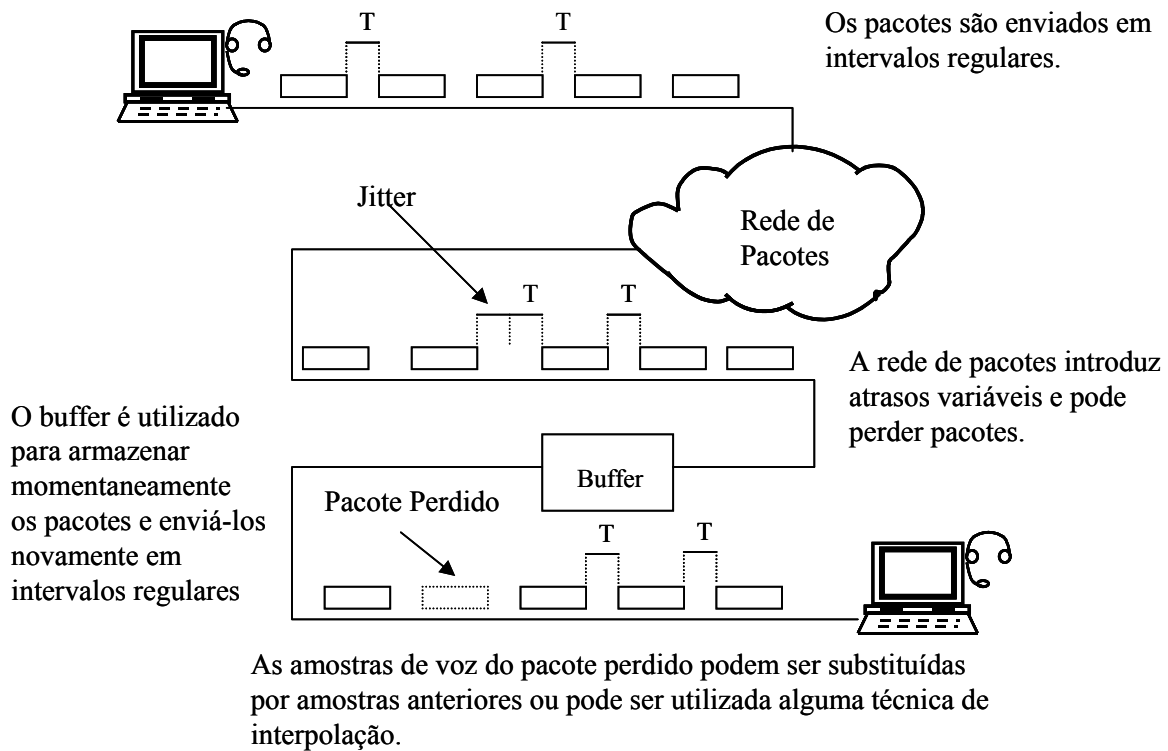 T
T
Os pacotes são enviados em
intervalos regulares.
Jitter
Rede de
Pacotes
T
T
A rede de pacotes introduz
atrasos variáveis e pode
perder pacotes.
O buffer é utilizado
para armazenar
momentaneamente
os pacotes e enviá-los
novamente em
intervalos regulares
Buffer
Pacote Perdido
T
T
As amostras de voz do pacote perdido podem ser substituídas
por amostras anteriores ou pode ser utilizada alguma técnica de
interpolação.